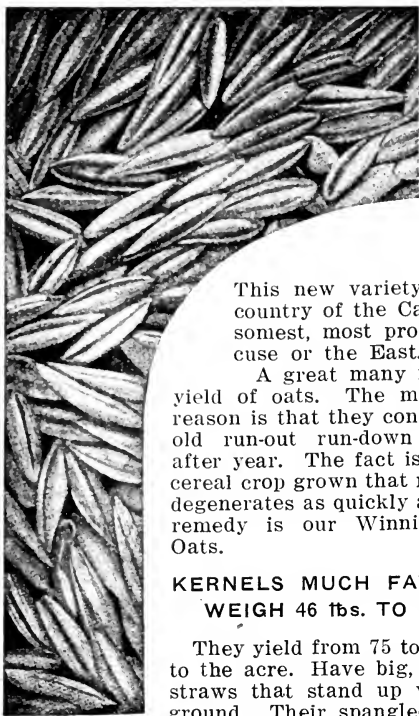 This new variety
country of the Ca
somest, most pro
cuse or the East.
A great many
yield of oats. The m
reason is that they con
old run-out run-down
after year. The fact is
cereal crop grown that
degenerates as quickly a
remedy is our Winni
Oats.
KERNELS MUCH FA
WEIGH 46 lbs. TO
They yield from 75 to
to the acre. Have big,
straws that stand up
ground. Their spangle